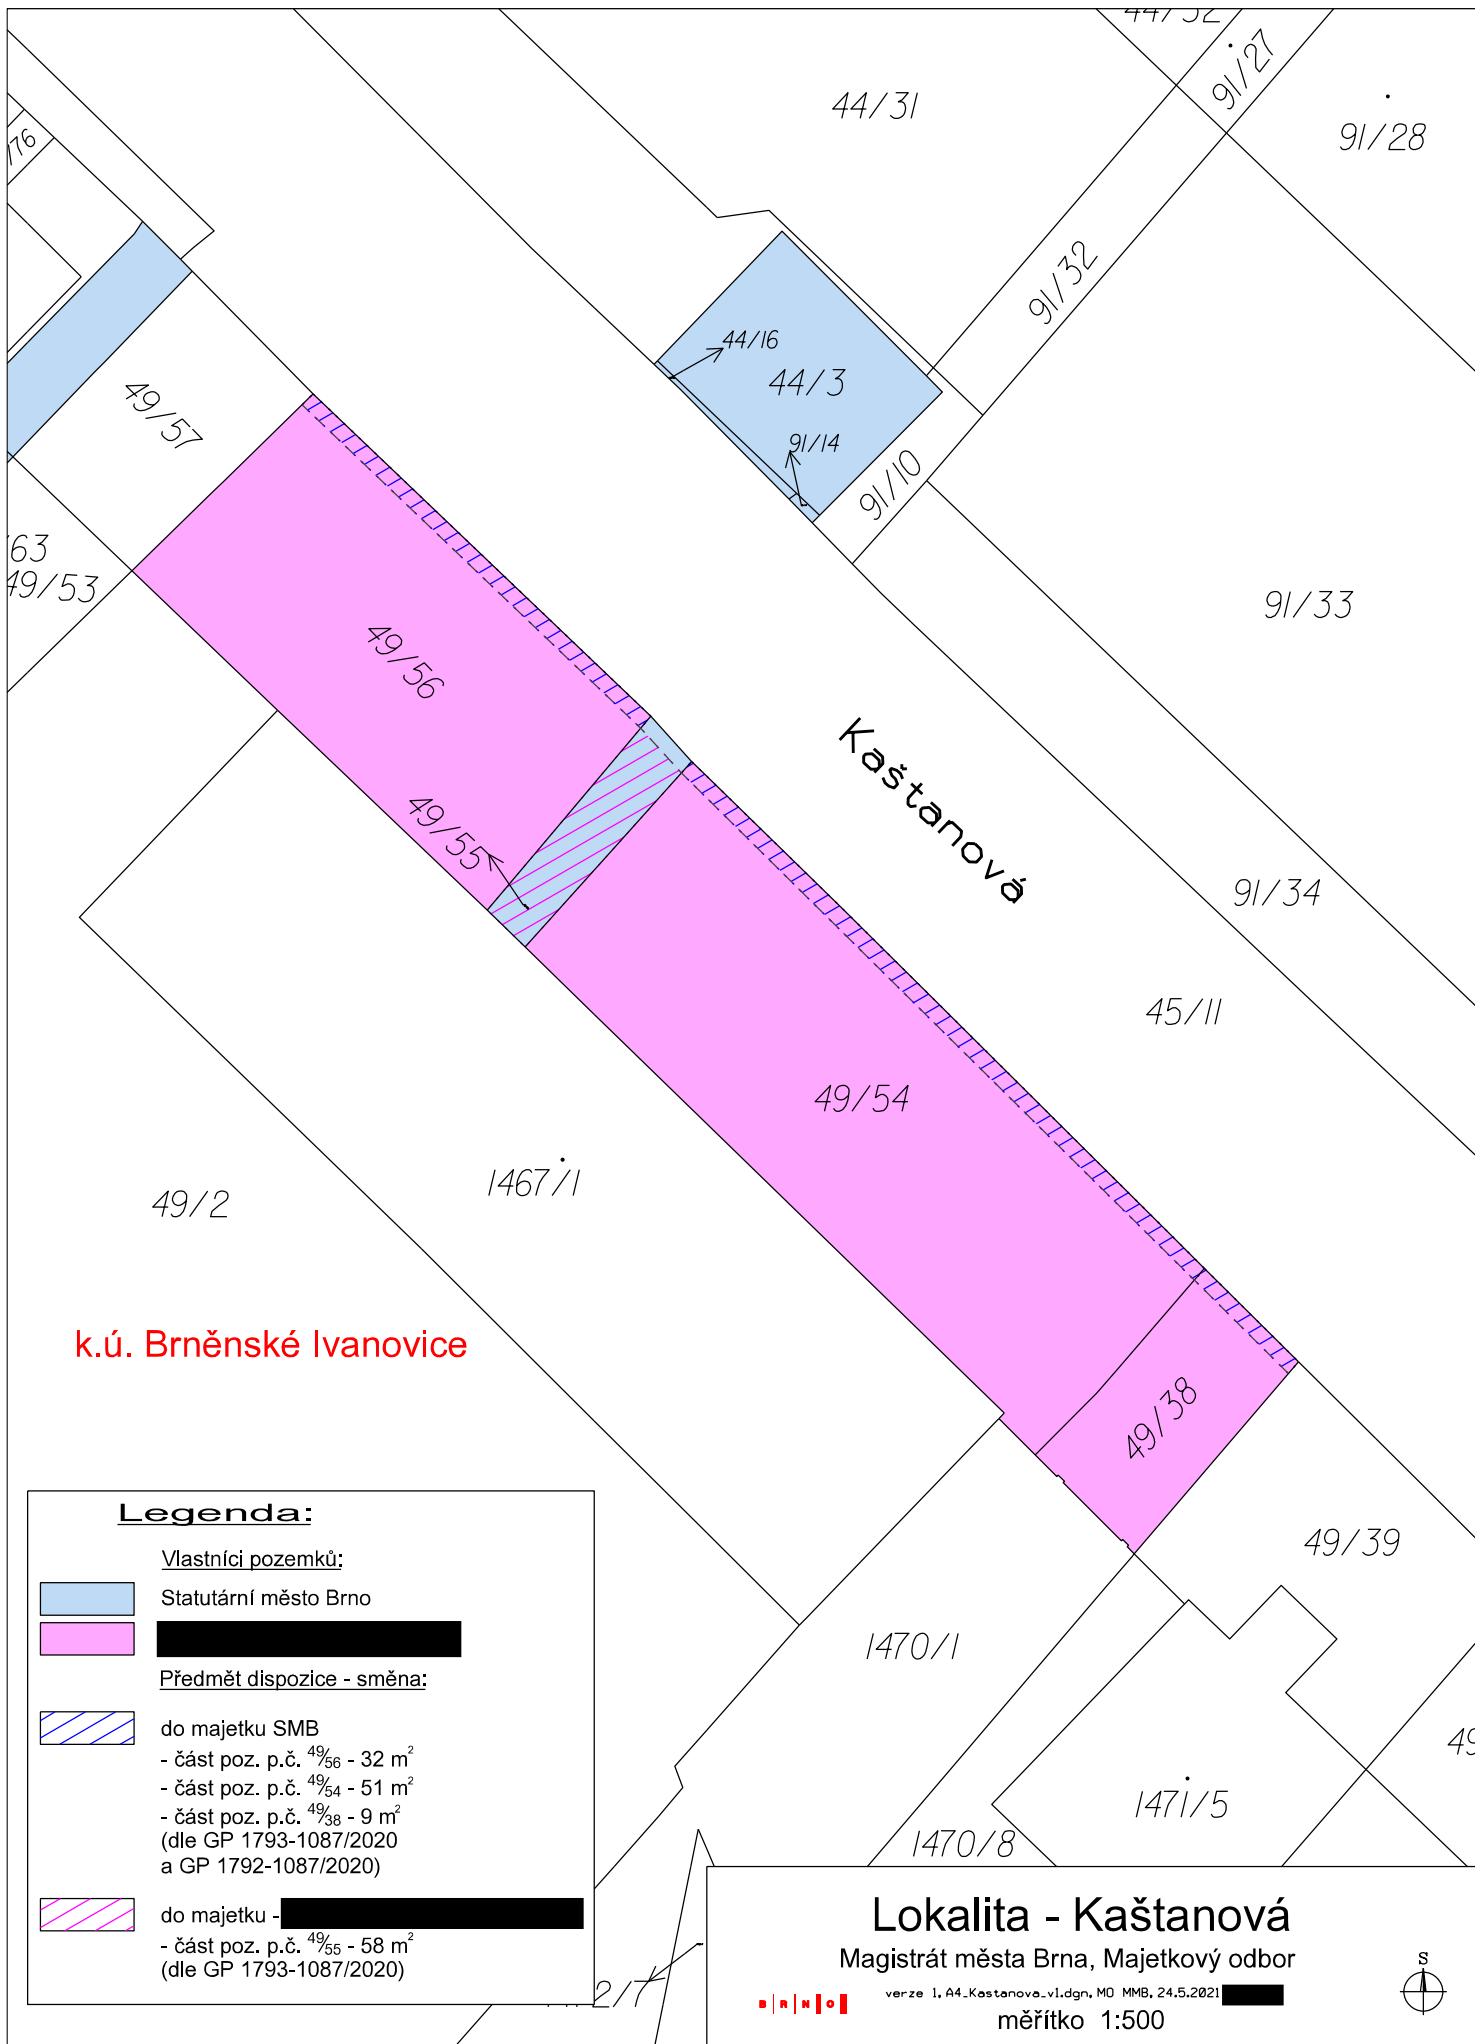 44/32
91/27
44/31
91/28
/76
91/32
44/16
44/3
49/57
91/14
91/10
/63
49/53
91/33
49/56
Kaštanová
49/55
91/34
45/11
49/54
1467/1
49/2
k.ú. Brněnské Ivanovice
49/38
49/39
1470/1
1471/5
1470/8
Legenda:
Vlastníci pozemků:
Statutární město Brno
Předmět dispozice - směna:
do majetku SMB
- část poz. p.č. 49/56 - 32 m²
- část poz. p.č. 49/54 - 51 m²
- část poz. p.č. 49/38 - 9 m²
(dle GP 1793-1087/2020
a GP 1792-1087/2020)
do majetku -
- část poz. p.č. 49/55 - 58 m²
(dle GP 1793-1087/2020)
Lokalita - Kaštanová
Magistrát města Brna, Majetkový odbor
verze 1, A4_Kastanova_v1.dgn, MO MMB, 24.5.2021
BRNO
měřítko 1:500
S